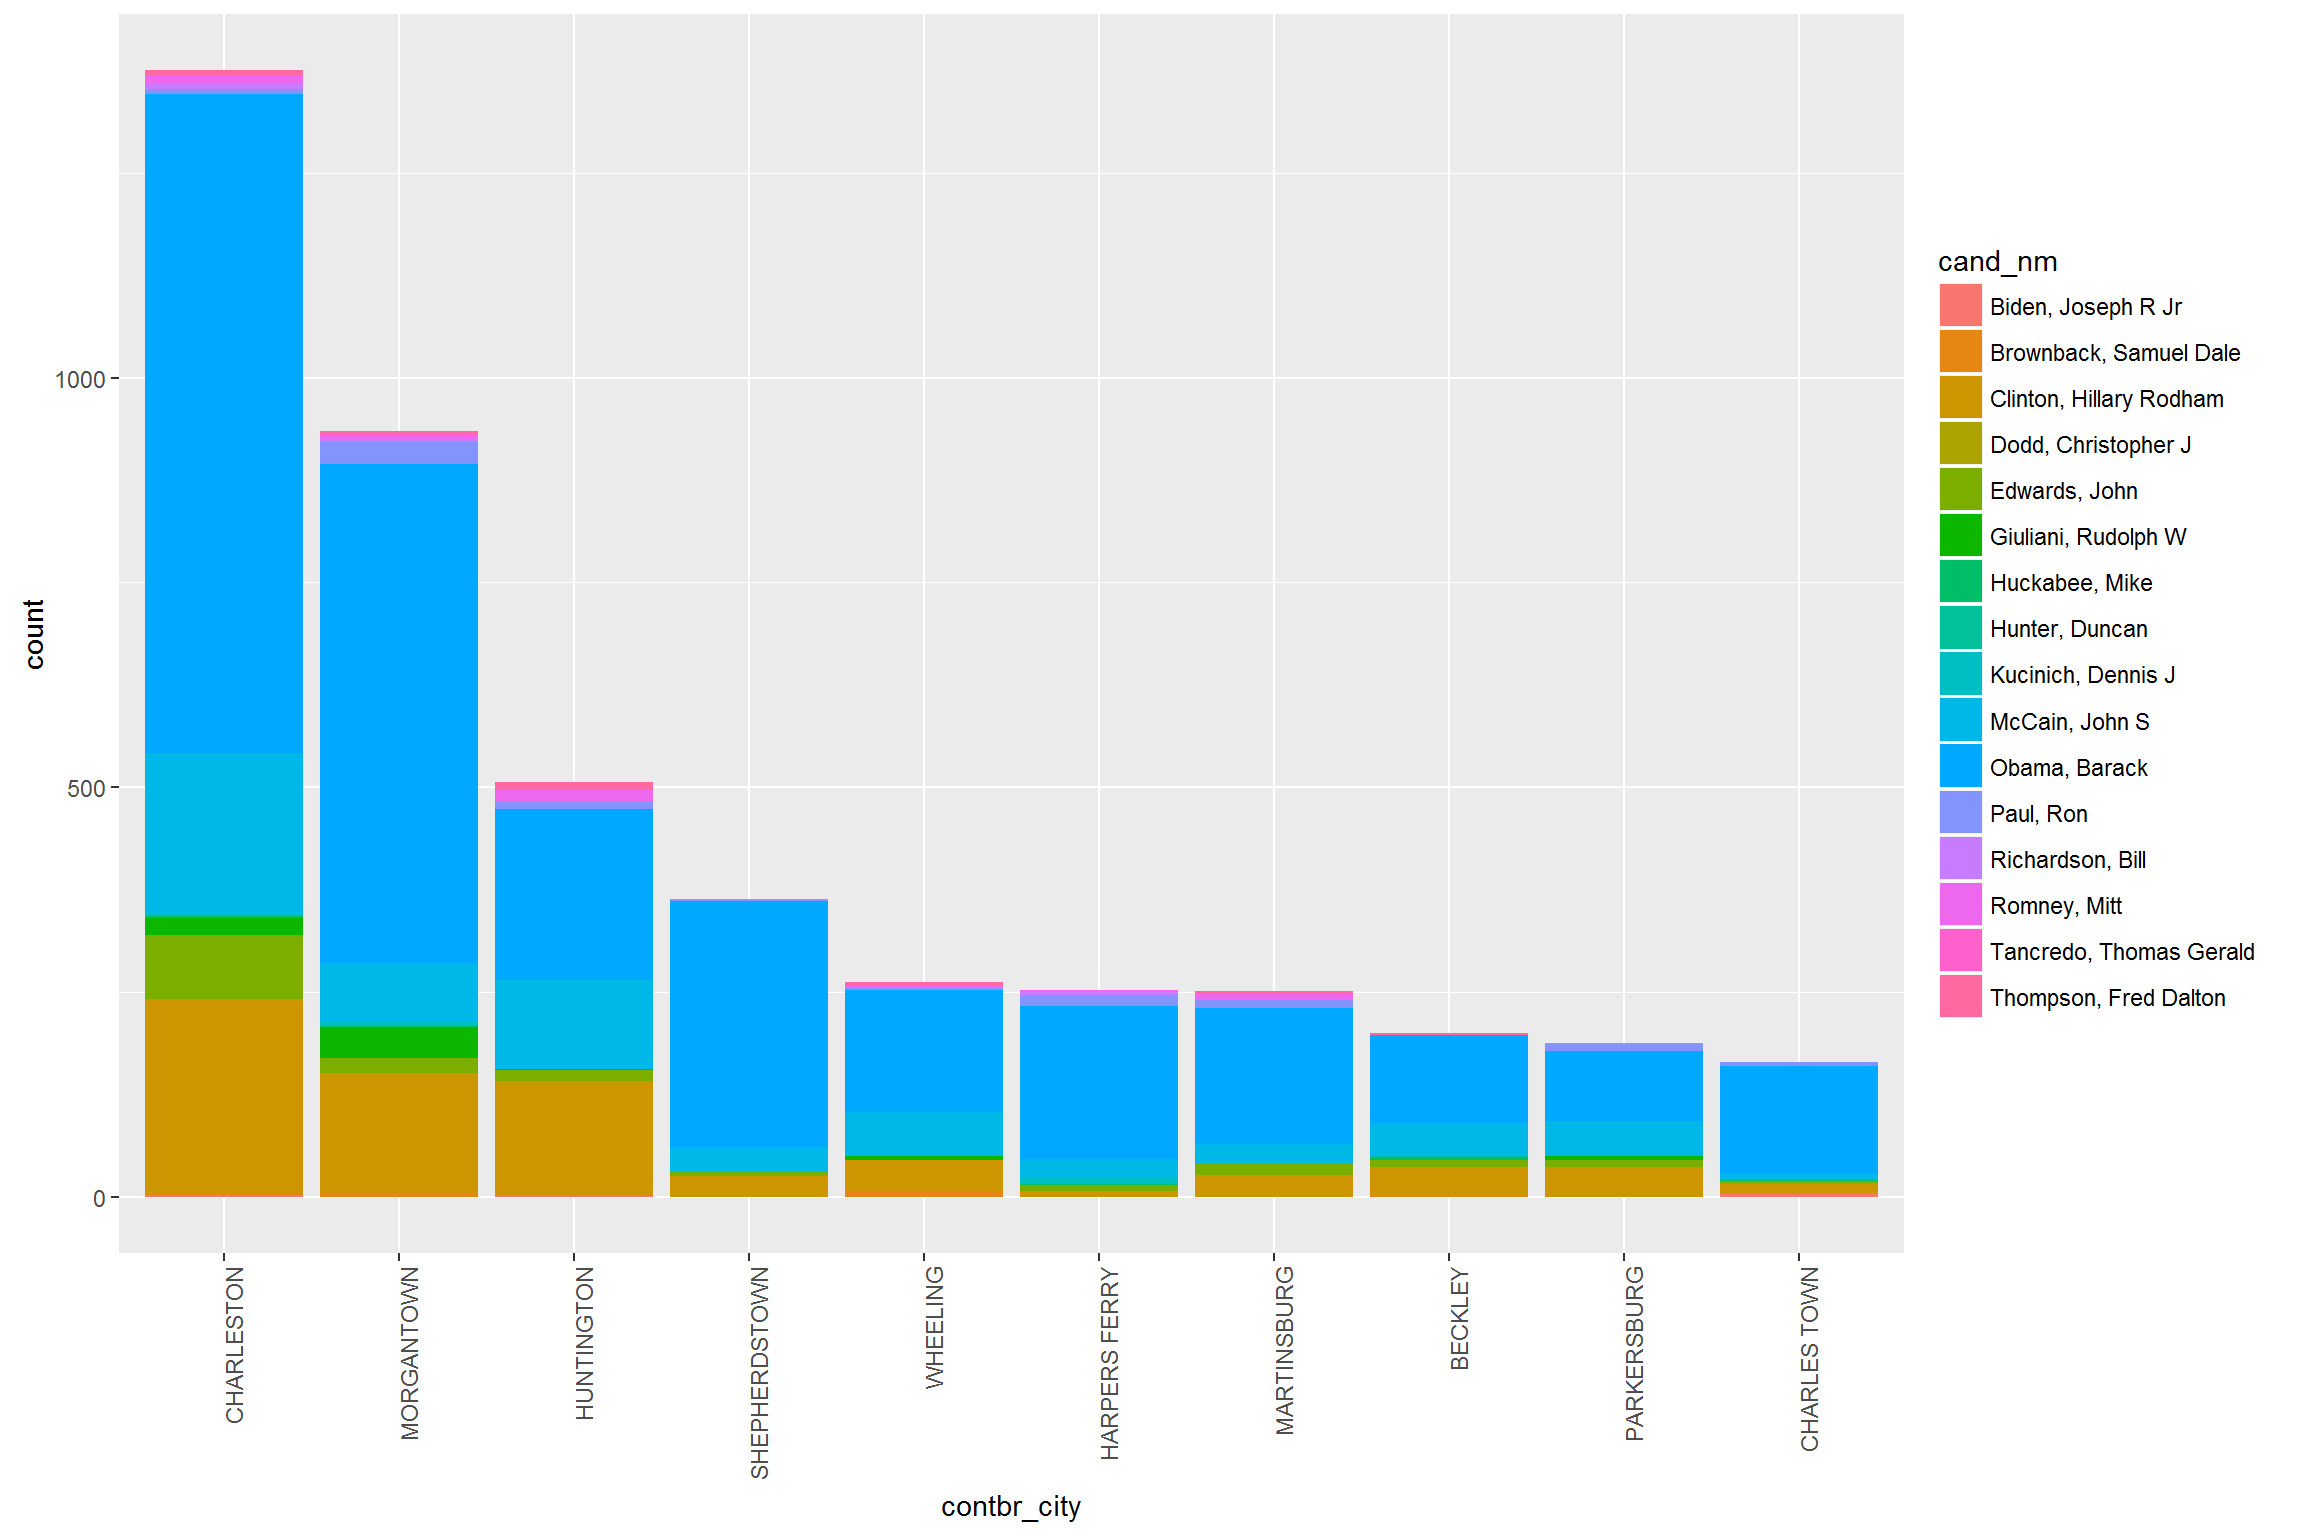 count
1000
500
0
CHARLESTON
MORGANTOWN
HUNTINGTON
SHEPHERDSTOWN
WHEELING
HARPERS FERRY
MARTINSBURG
BECKLEY
PARKERSBURG
CHARLES TOWN
contbr_city
cand_nm
Biden, Joseph R Jr
Brownback, Samuel Dale
Clinton, Hillary Rodham
Dodd, Christopher J
Edwards, John
Giuliani, Rudolph W
Huckabee, Mike
Hunter, Duncan
Kucinich, Dennis J
McCain, John S
Obama, Barack
Paul, Ron
Richardson, Bill
Romney, Mitt
Tancredo, Thomas Gerald
Thompson, Fred Dalton